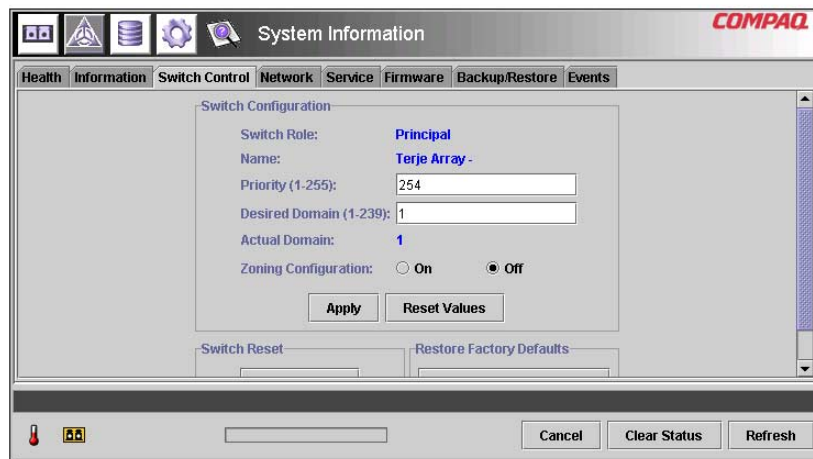 System Information
COMPAQ
Health Information Switch Control Network Service Firmware Backup/Restore Events
Switch Configuration
Switch Role: Principal
Name: Terje Array -
Priority (1-255): 254
Desired Domain (1-239): 1
Actual Domain: 1
Zoning Configuration: On Off
Apply Reset Values
Switch Reset Restore Factory Defaults
Cancel Clear Status Refresh